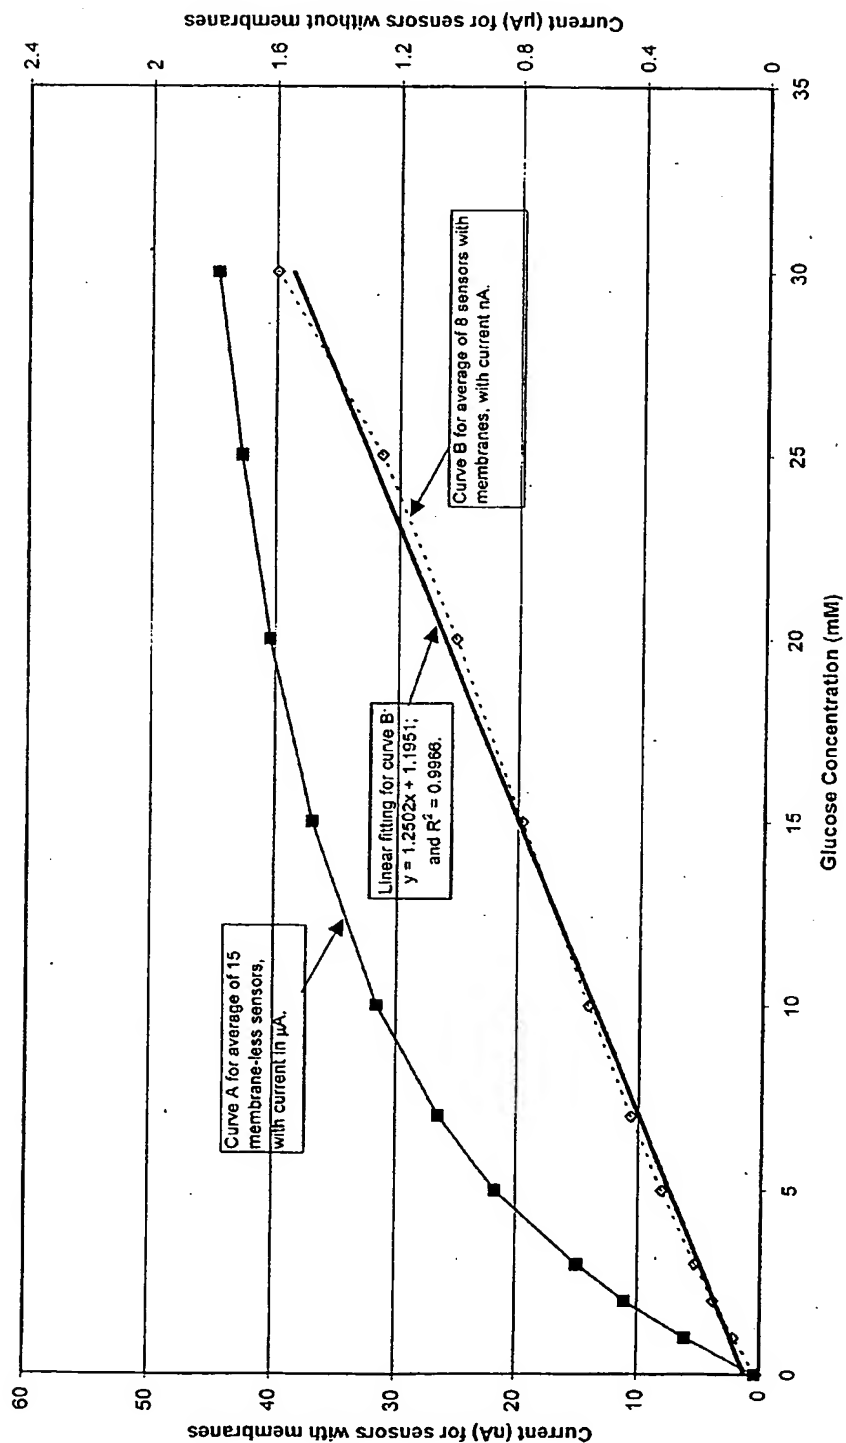 Current (µA) for sensors without membranes
2.4
2
1.6
1.2
0.8
0.4
0
60
50
40
30
20
10
0
Current (nA) for sensors with membranes
Curve A for average of 15
membrane-less sensors,
with current in µA.
Linear fitting for curve B:
y = 1.2502x + 1.1951;
and R² = 0.9966.
Curve B for average of 8 sensors with
membranes, with current nA.
0
5
10
15
20
25
30
35
Glucose Concentration (mM)